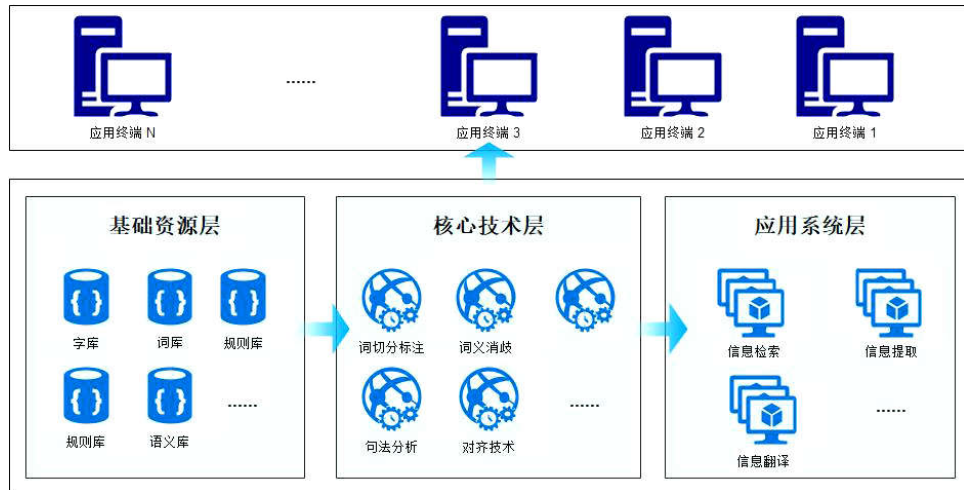 应用终端 N
......
应用终端 3
应用终端 2
应用终端 1
基础资源层
字库
词库
规则库
规则库
语义库
......
核心技术层
词切分标注
词义消歧
句法分析
对齐技术
......
应用系统层
信息检索
信息提取
信息翻译
......